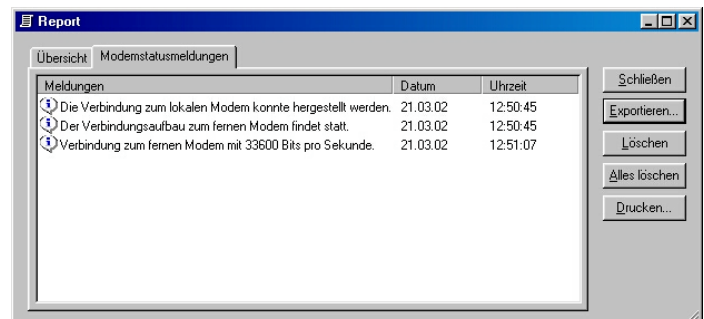 Report
Übersicht Modemstatusmeldungen
Meldungen Datum Uhrzeit
Die Verbindung zum lokalen Modem konnte hergestellt werden. 21.03.02 12:50:45
Der Verbindungsaufbau zum fernen Modem findet statt. 21.03.02 12:50:45
Verbindung zum fernen Modem mit 33600 Bits pro Sekunde. 21.03.02 12:51:07
Schließen
Exportieren...
Löschen
Alles löschen
Drucken...